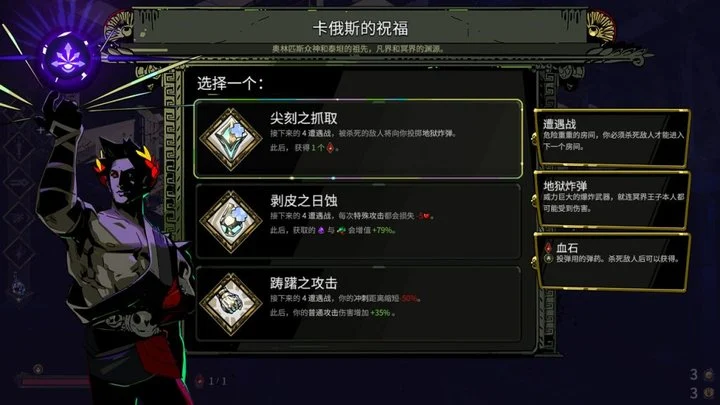 卡俄斯的祝福
奥林匹斯众神和泰坦的祖先，凡界和冥界的渊源。
选择一个：
尖刻之抓取
接下来的 4 遭遇战，被杀死的敌人将向你投掷地狱炸弹。
此后，获得 1个 。
剥皮之日蚀
接下来的 4 遭遇战，每次特殊攻击都会损失 -5 。
此后，获取的 与 会增值 +79%。
踌躇之攻击
接下来的 4 遭遇战，你的冲刺距离缩短-50%。
此后，你的普通攻击伤害增加 +35% 。
遭遇战
危险重重的房间，你必须杀死敌人才能进入
下一个房间。
地狱炸弹
威力巨大的爆炸武器，就连冥界王子本人都
可能受到伤害。
血石
投弹用的弹药。杀死敌人后可以获得。
1/1
3
3